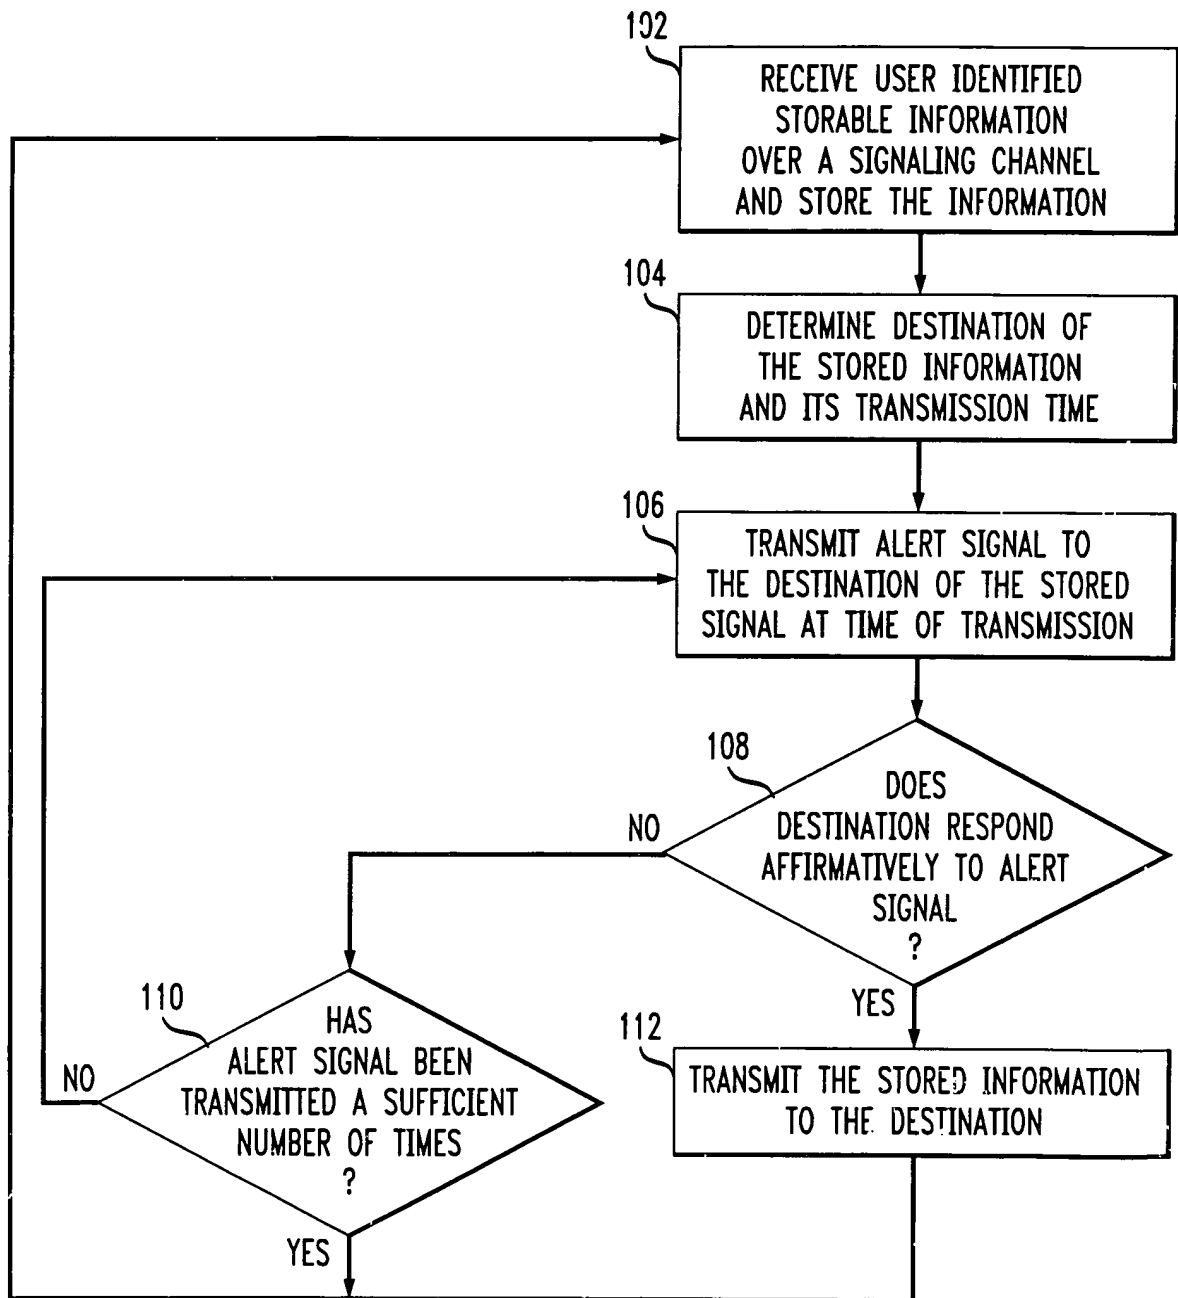 102
RECEIVE USER IDENTIFIED
STORABLE INFORMATION
OVER A SIGNALING CHANNEL
AND STORE THE INFORMATION
104
DETERMINE DESTINATION OF
THE STORED INFORMATION
AND ITS TRANSMISSION TIME
106
TRANSMIT ALERT SIGNAL TO
THE DESTINATION OF THE STORED
SIGNAL AT TIME OF TRANSMISSION
108
DOES
DESTINATION RESPOND
AFFIRMATIVELY TO ALERT
SIGNAL
?
NO
YES
110
HAS
ALERT SIGNAL BEEN
TRANSMITTED A SUFFICIENT
NUMBER OF TIMES
?
NO
YES
112
TRANSMIT THE STORED INFORMATION
TO THE DESTINATION